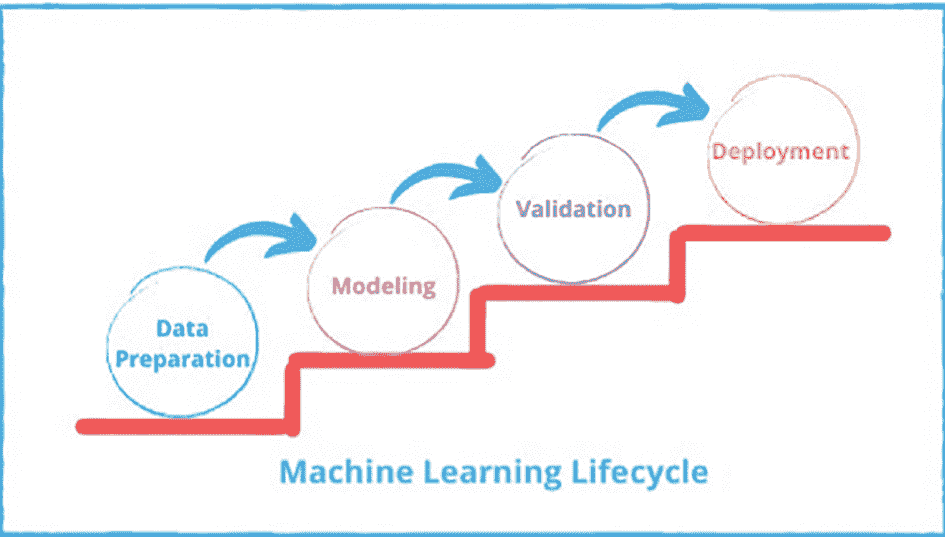 Deployment
Validation
Modeling
Data
Preparation
Machine Learning Lifecycle